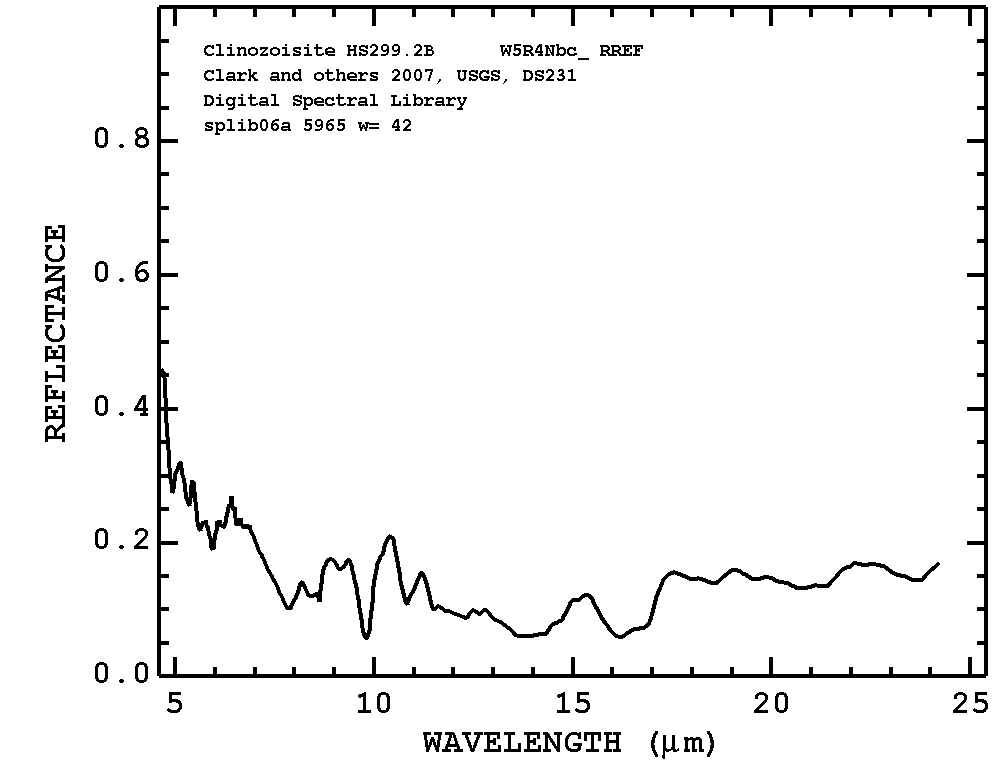 Clinozoisite HS299.2B W5R4Nbc_ RREF
Clark and others 2007, USGS, DS231
Digital Spectral Library
splib06a 5965 w= 42
REFLECTANCE
0.8
0.6
0.4
0.2
0.0
5 10 15 20 25
WAVELENGTH (µm)